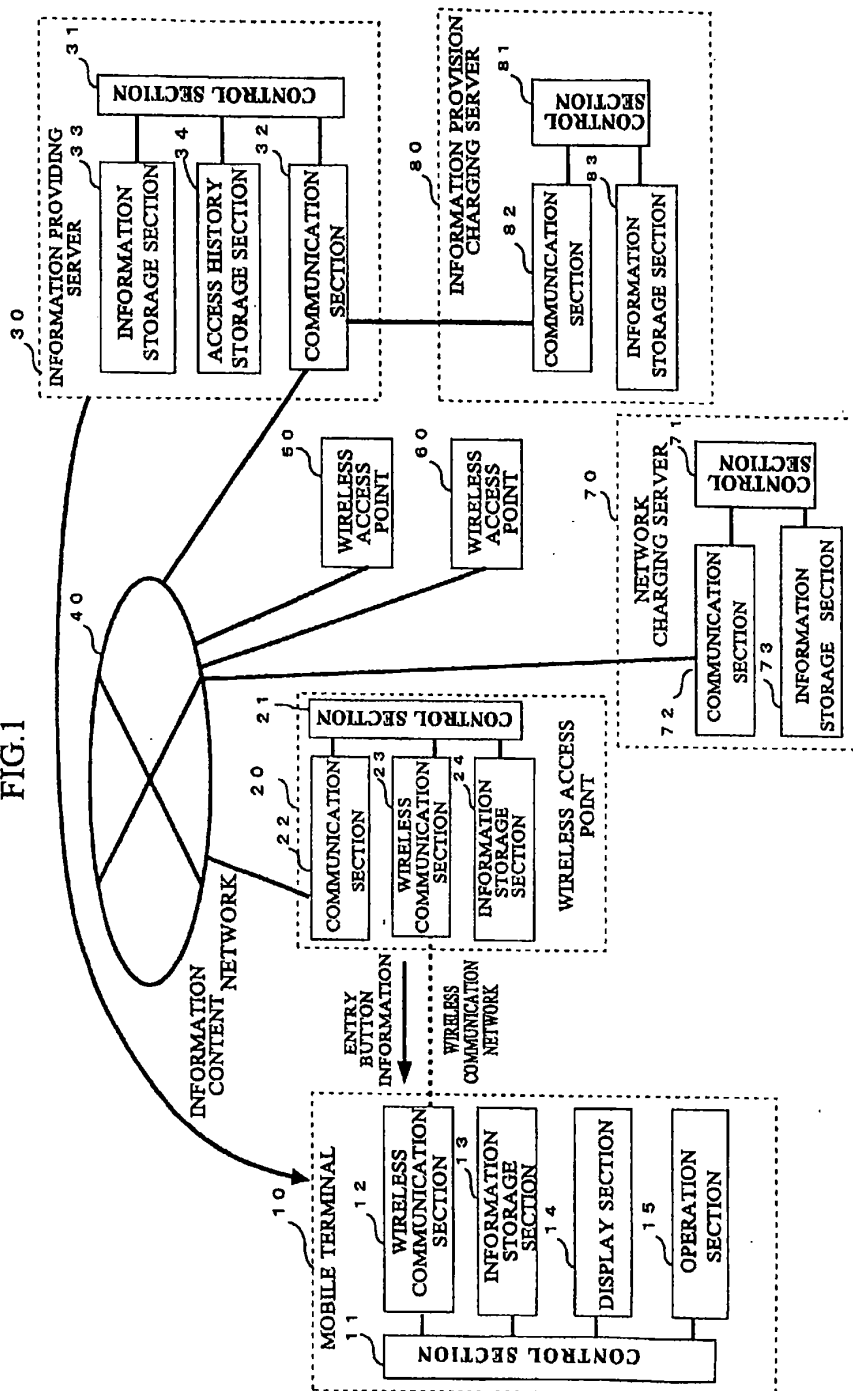 FIG.1
10
MOBILE TERMINAL
11
CONTROL SECTION
12
WIRELESS
COMMUNICATION
SECTION
13
INFORMATION
STORAGE
SECTION
14
DISPLAY SECTION
15
OPERATION
SECTION
INFORMATION
CONTENT
NETWORK
40
ENTRY
BUTTON
INFORMATION
WIRELESS
COMMUNICATION
NETWORK
20
22
COMMUNICATION
SECTION
21
CONTROL SECTION
23
WIRELESS
COMMUNICATION
SECTION
24
INFORMATION
STORAGE
SECTION
WIRELESS ACCESS
POINT
50
WIRELESS
ACCESS
POINT
60
WIRELESS
ACCESS
POINT
70
NETWORK
CHARGING SERVER
71
CONTROL
SECTION
72
COMMUNICATION
SECTION
73
INFORMATION
STORAGE SECTION
30
INFORMATION PROVIDING
SERVER
33
INFORMATION
STORAGE SECTION
34
ACCESS HISTORY
STORAGE SECTION
32
COMMUNICATION
SECTION
31
CONTROL SECTION
80
INFORMATION PROVISION
CHARGING SERVER
82
COMMUNICATION
SECTION
81
CONTROL
SECTION
83
INFORMATION
STORAGE SECTION